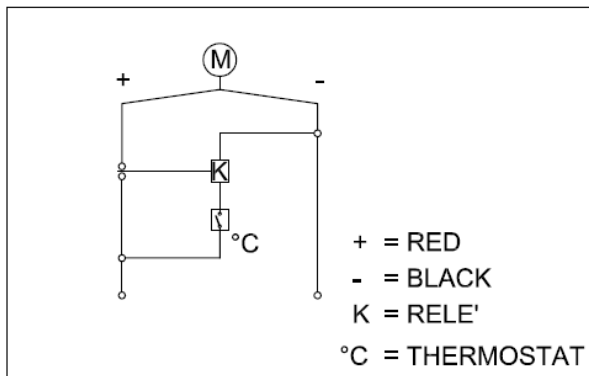 M
+ -
K
°C
+ = RED
- = BLACK
K = RELE'
°C = THERMOSTAT